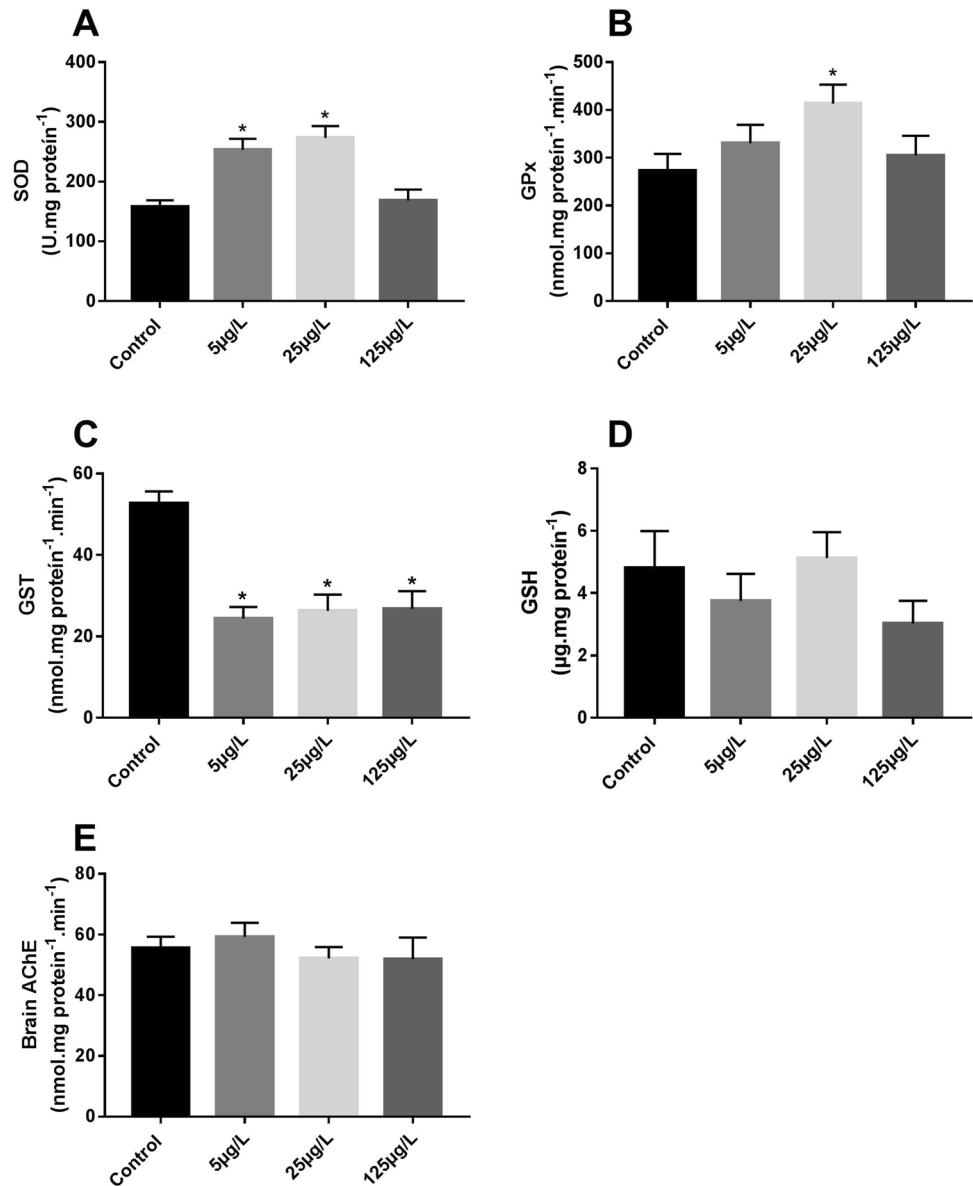 A
SOD
(U.mg proteín⁻¹)
400
300
200
100
0
*
*
Control
5µg/L
25µg/L
125µg/L
B
GPx
(nmol.mg proteín⁻¹.min⁻¹)
500
400
300
200
100
0
*
Control
5µg/L
25µg/L
125µg/L
C
GST
(nmol.mg proteín⁻¹.min⁻¹)
60
40
20
0
*
*
*
Control
5µg/L
25µg/L
125µg/L
D
GSH
(µg.mg proteín⁻¹)
8
6
4
2
0
Control
5µg/L
25µg/L
125µg/L
E
Brain AChE
(nmol.mg protein⁻¹.min⁻¹)
80
60
40
20
0
Control
5µg/L
25µg/L
125µg/L